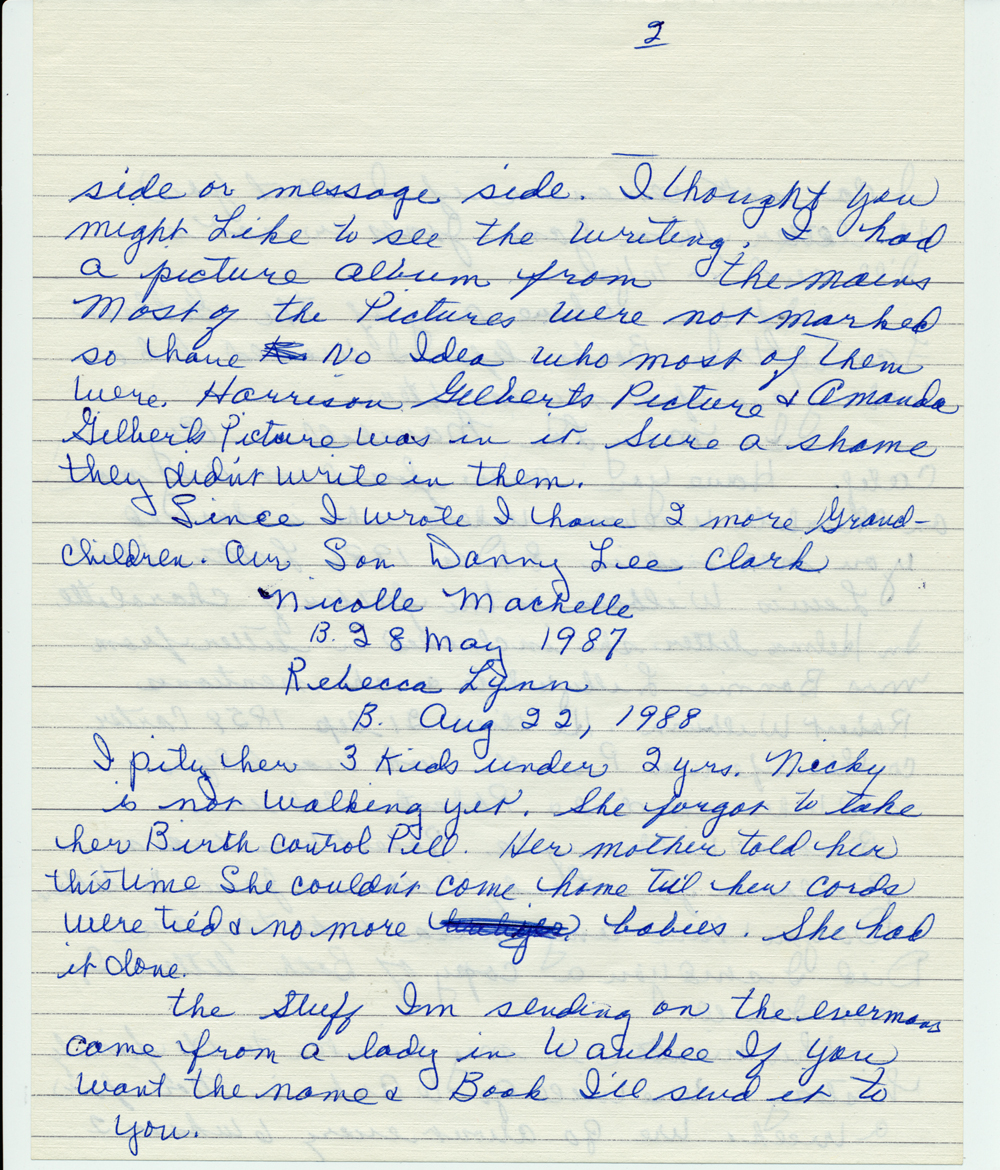 2
side or message side. I thought you
might Like to see the writing. I had
a picture album from the mains
Most of the Pictures were not marked
so have No Idea who most of them
were. Harrison Gilberts Picture & Amanda
Gilberts Picture was in it. Sure a shame
they didn't write in them.
Since I wrote I have 2 more Grand-
children. Our Son Danny Lee Clark
Nicolle Machelle
B. 28 May 1987
Rebecca Lynn
B. Aug 22, 1988
I pity her 3 Kids under 2 yrs. Nicky
is not walking yet. She forgot to take
her Birth control Pill. Her mother told her
this time She couldn't come home till her cords
were tied & no more babies. She had
it done.
the Stuff Im sending on the evermans
came from a lady in Waukee If you
want the name & Book I'll send it to
you.